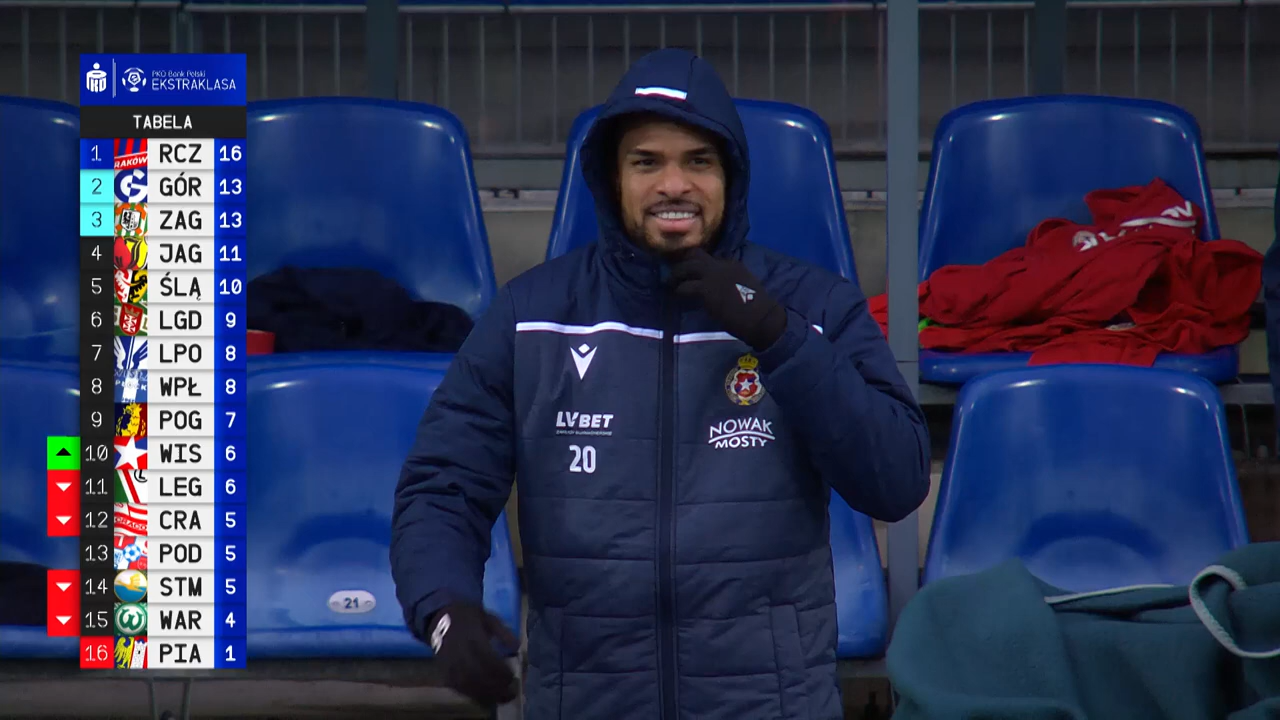 PKO Bank Polski
EKSTRAKLASA
TABELA
1 RCZ 16
2 GÓR 13
3 ZAG 13
4 JAG 11
5 ŚLĄ 10
6 LGD 9
7 LPO 8
8 WPŁ 8
9 POG 7
10 WIS 6
11 LEG 6
12 CRA 5
13 POD 5
14 STM 5
15 WAR 4
16 PIA 1
LVBET
20
NOWAK
MOSTY
21